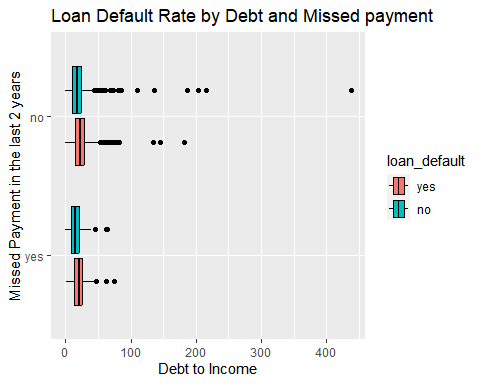 Loan Default Rate by Debt and Missed payment
Missed Payment in the last 2 years
no
yes
0 100 200 300 400
Debt to Income
loan_default
yes
no